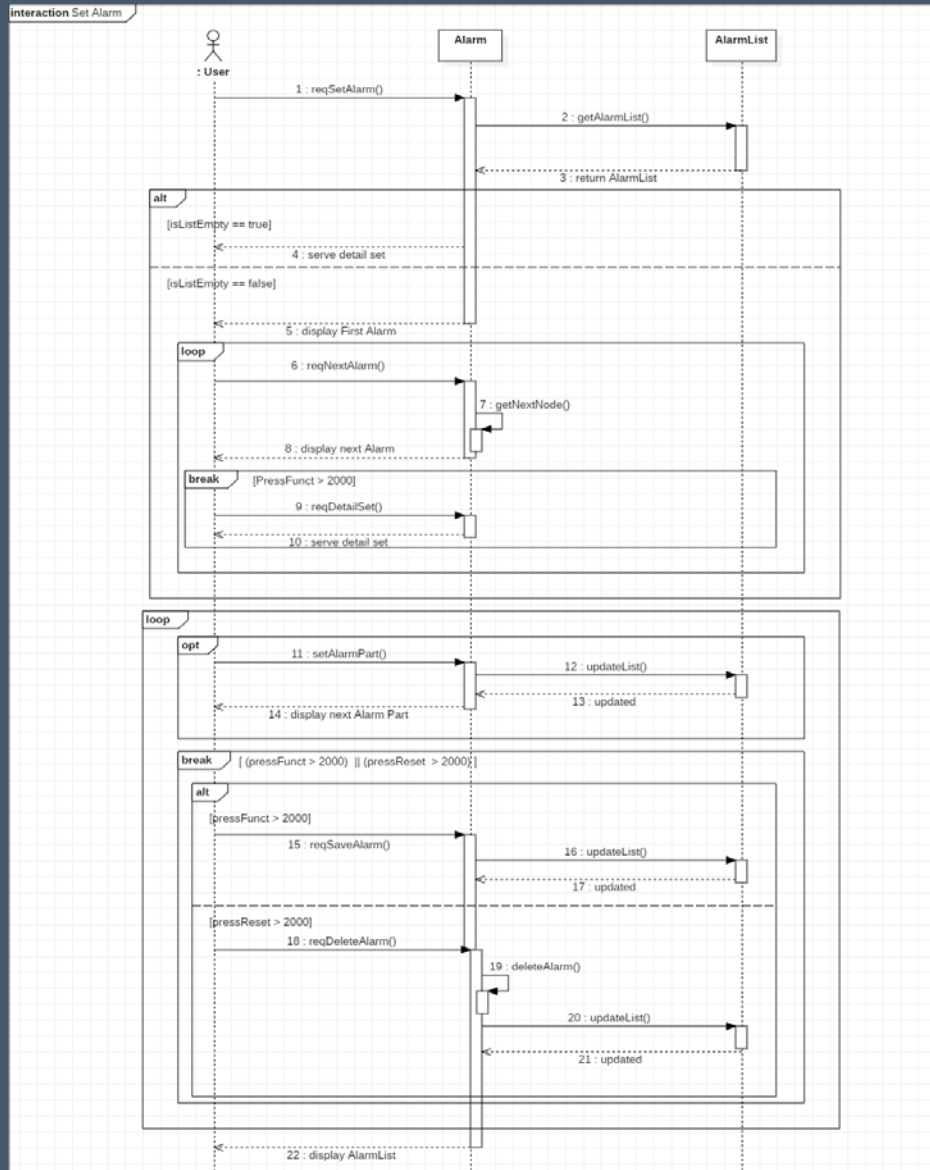 interaction Set Alarm
Alarm
AlarmList
: User
1 : reqSetAlarm()
2 : getAlarmList()
3 : return AlarmList
alt
[isListEmpty == true]
4 : serve detail set
[isListEmpty == false]
5 : display First Alarm
loop
6 : reqNextAlarm()
7 : getNextNode()
8 : display next Alarm
break
[PressFunct > 2000]
9 : reqDetailSet()
10 : serve detail set
loop
opt
11 : setAlarmPart()
12 : updateList()
13 : updated
14 : display next Alarm Part
break
[ (pressFunct > 2000)  || (pressReset  > 2000) ]
alt
[pressFunct > 2000]
15 : reqSaveAlarm()
16 : updateList()
17 : updated
[pressReset > 2000]
18 : reqDeleteAlarm()
19 : deleteAlarm()
20 : updateList()
21 : updated
22 : display AlarmList